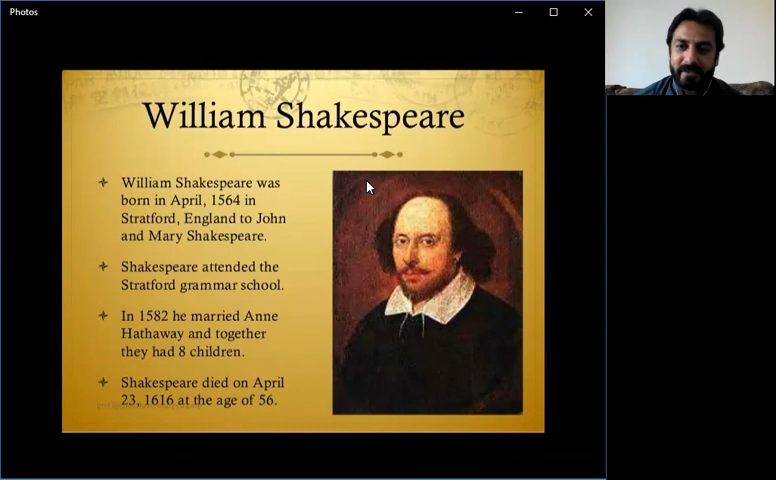 Photos
William Shakespeare
William Shakespeare was
born in April, 1564 in
Stratford, England to John
and Mary Shakespeare.
Shakespeare attended the
Stratford grammar school.
In 1582 he married Anne
Hathaway and together
they had 8 children.
Shakespeare died on April
23, 1616 at the age of 56.